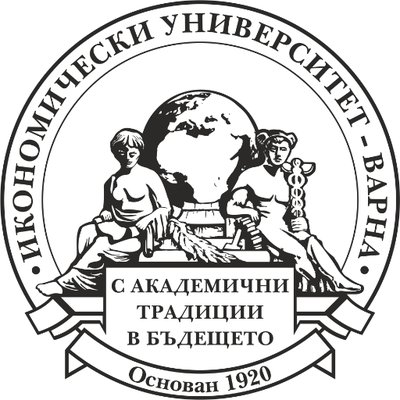 • ИКОНОМИЧЕСКИ УНИВЕРСИТЕТ - ВАРНА •
С АКАДЕМИЧНИ
ТРАДИЦИИ
В БЪДЕЩЕТО
Основан 1920